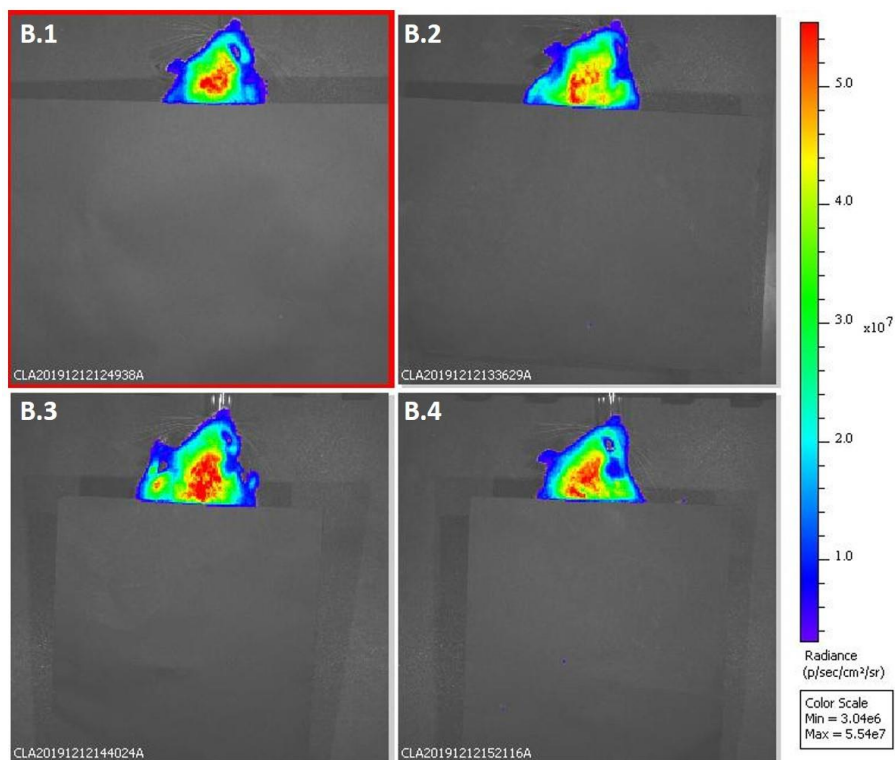 B.1
B.2
CLA20191212124938A
CLA20191212133629A
B.3
B.4
CLA20191212144024A
CLA20191212152116A
5.0
4.0
3.0
x10⁷
2.0
1.0
Radiance
(p/sec/cm²/sr)
Color Scale
Min = 3.04e6
Max = 5.54e7